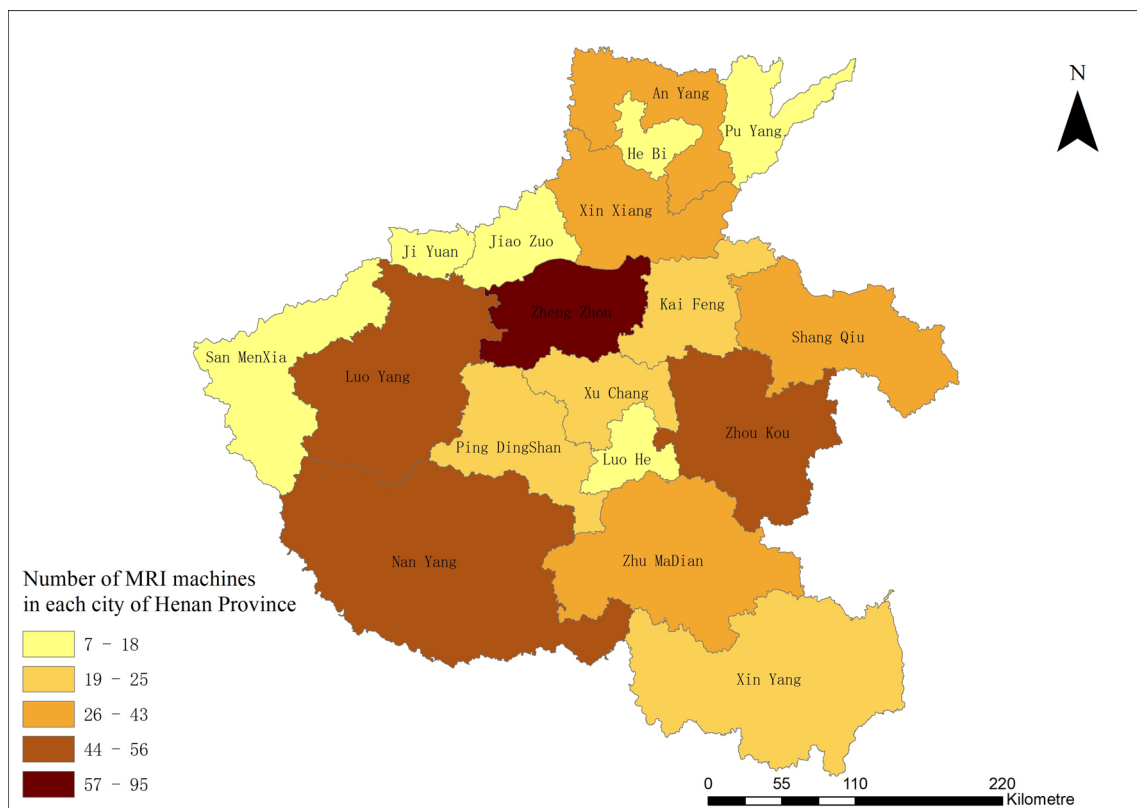 N
An Yang
Pu Yang
He Bi
Xin Xiang
Ji Yuan
Jiao Zuo
Zheng Zhou
Kai Feng
Shang Qiu
San MenXia
Luo Yang
Xu Chang
Zhou Kou
Ping DingShan
Luo He
Nan Yang
Zhu MaDian
Xin Yang
Number of MRI machines
in each city of Henan Province
7 - 18
19 - 25
26 - 43
44 - 56
57 - 95
0 55 110 220
Kilometre